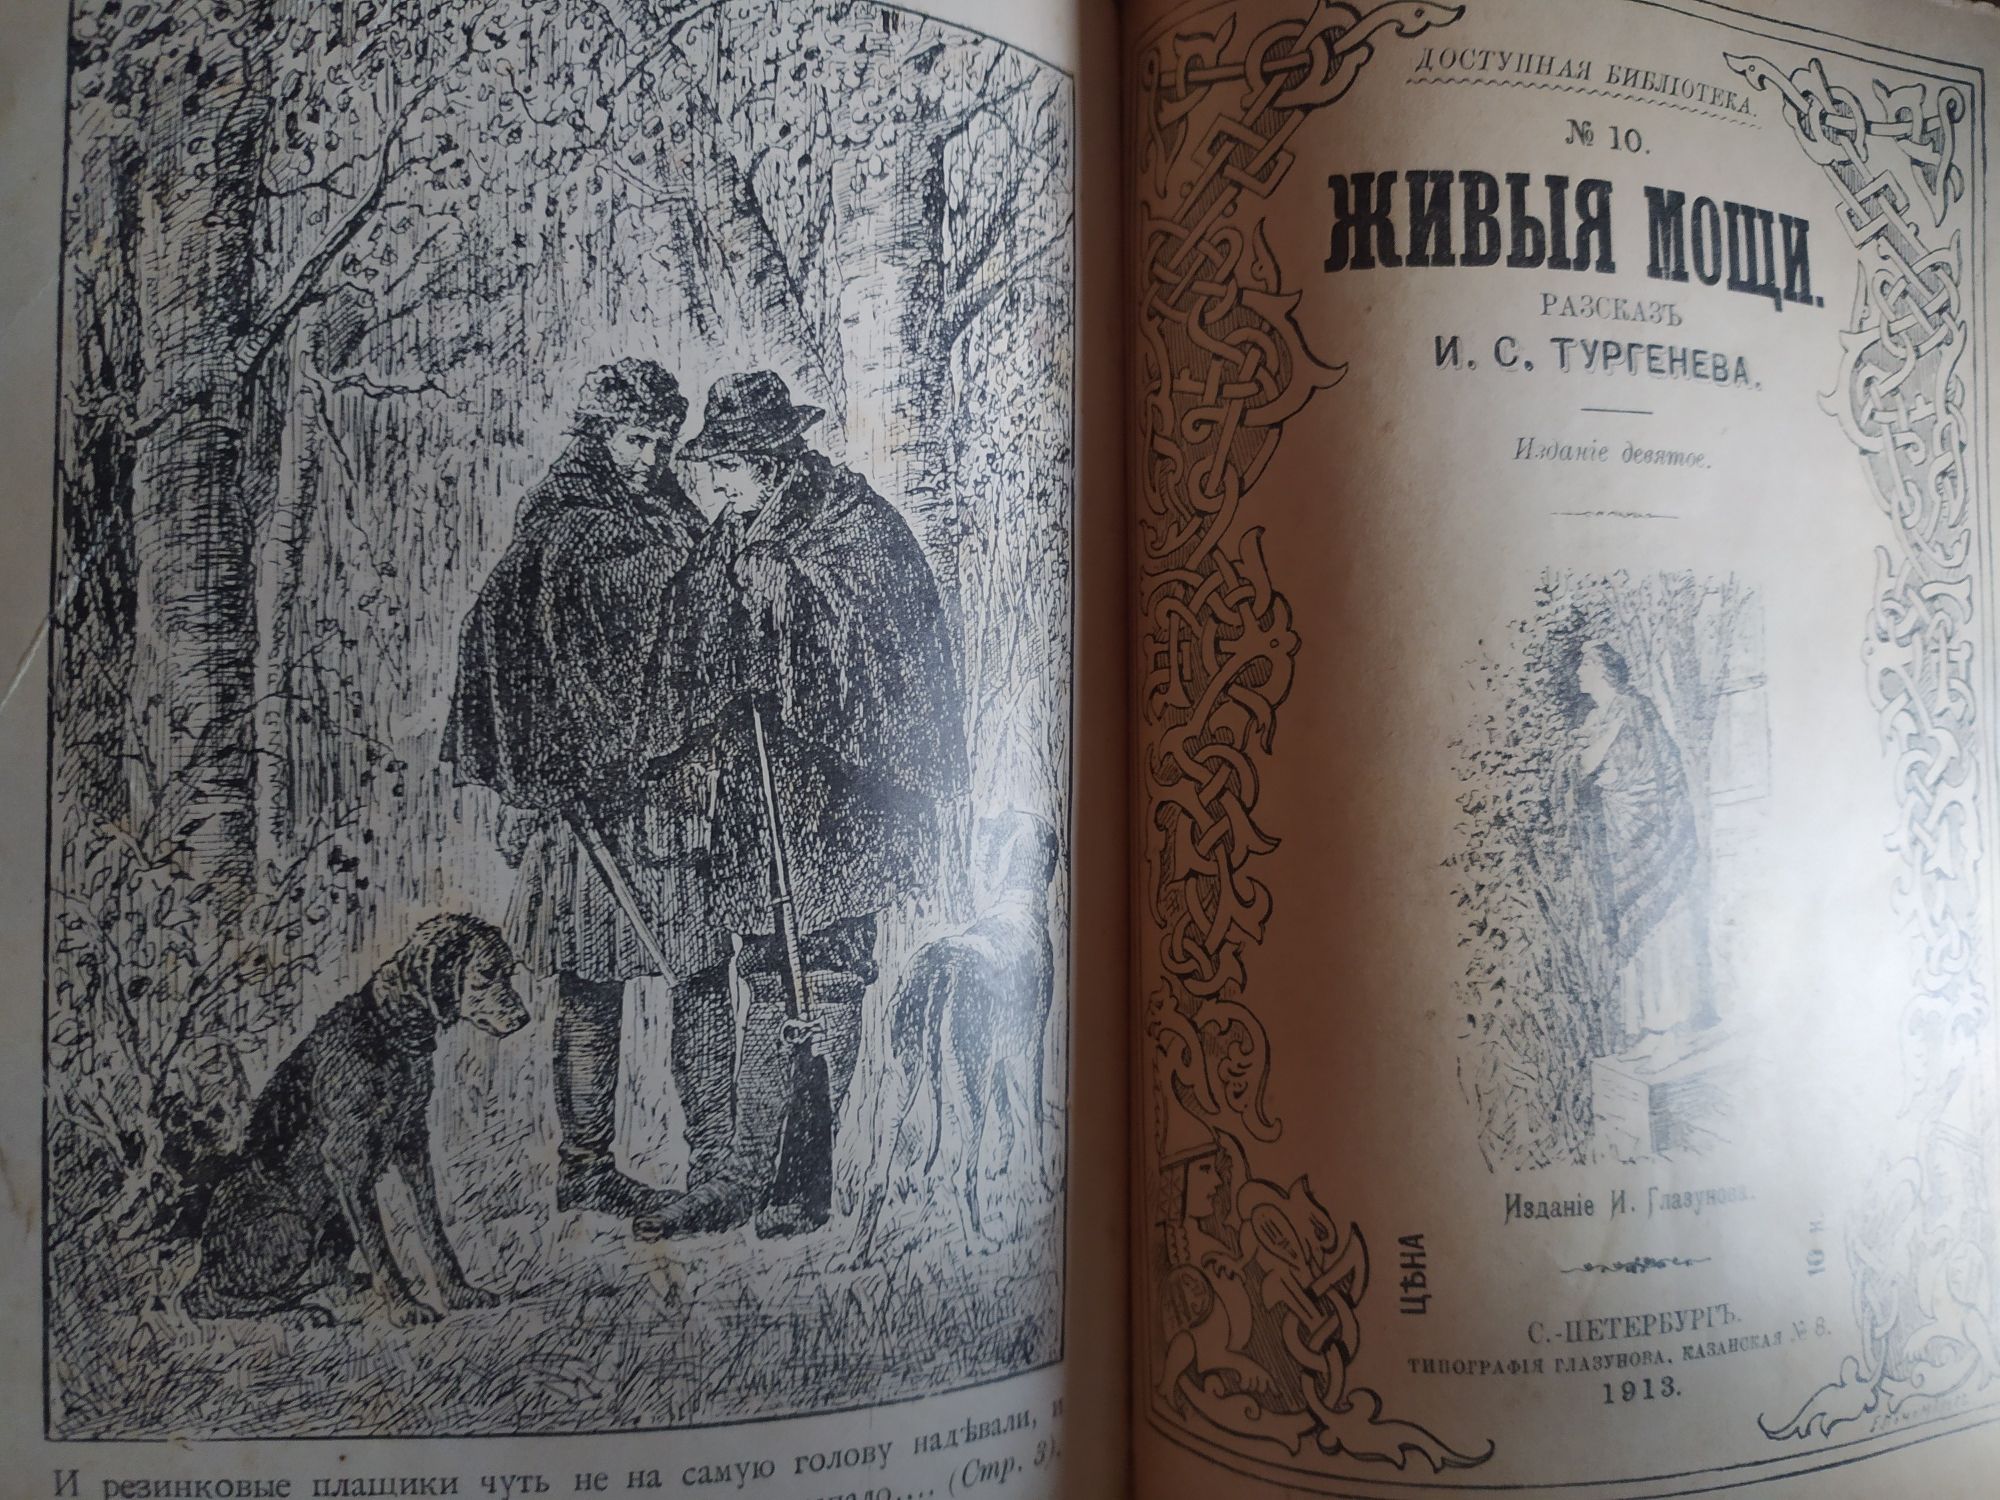 И резинковые плащики чуть не на самую голову надѣвали, и
(Стр. 3).
ДОСТУПНАЯ БИБЛІОТЕКА.
№ 10.
ЖИВЫЯ МОЩИ.
РАЗСКАЗЪ
И. С. ТУРГЕНЕВА.
Изданіе девятое.
Изданіе И. Глазунова.
ЦѢНА
10 к.
С.-ПЕТЕРБУРГЪ.
ТИПОГРАФІЯ ГЛАЗУНОВА, КАЗАНСКАЯ № 8.
1913.